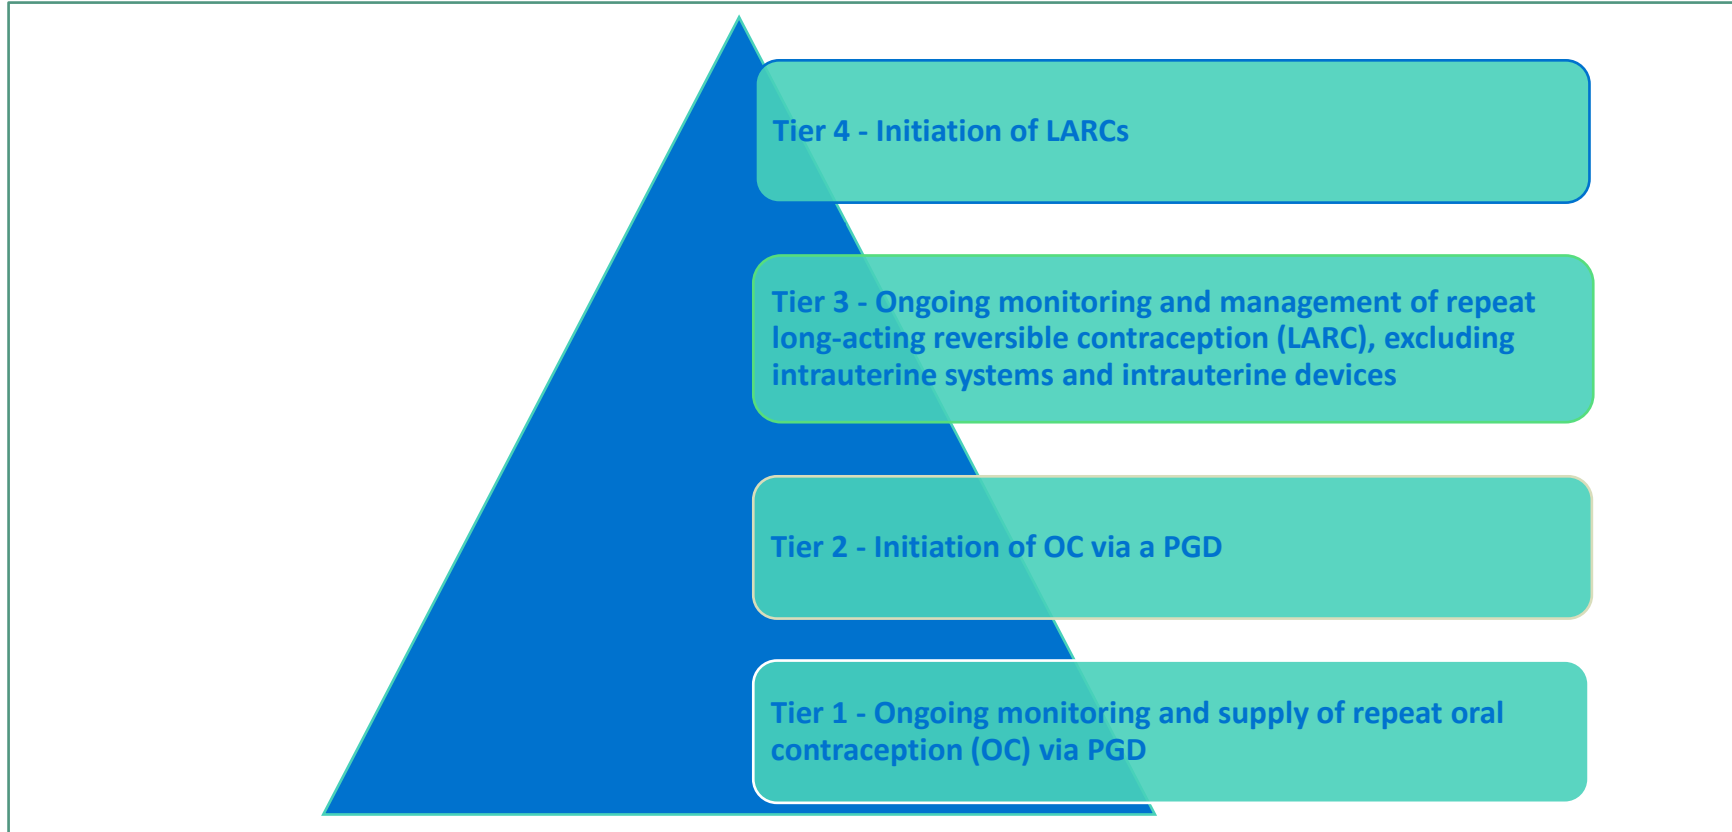 Tier 4 - Initiation of LARCs
Tier 3 - Ongoing monitoring and management of repeat
long-acting reversible contraception (LARC), excluding
intrauterine systems and intrauterine devices
Tier 2 - Initiation of OC via a PGD
Tier 1 - Ongoing monitoring and supply of repeat oral
contraception (OC) via PGD